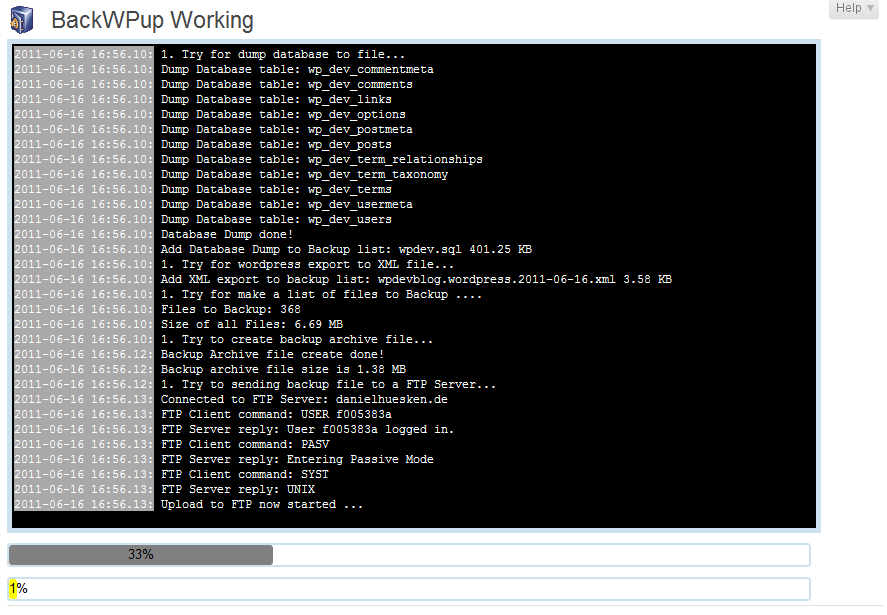 BackWPup Working
Help ▼
2011-06-16 16:56.10: 1. Try for dump database to file...
2011-06-16 16:56.10: Dump Database table: wp_dev_commentmeta
2011-06-16 16:56.10: Dump Database table: wp_dev_comments
2011-06-16 16:56.10: Dump Database table: wp_dev_links
2011-06-16 16:56.10: Dump Database table: wp_dev_options
2011-06-16 16:56.10: Dump Database table: wp_dev_postmeta
2011-06-16 16:56.10: Dump Database table: wp_dev_posts
2011-06-16 16:56.10: Dump Database table: wp_dev_term_relationships
2011-06-16 16:56.10: Dump Database table: wp_dev_term_taxonomy
2011-06-16 16:56.10: Dump Database table: wp_dev_terms
2011-06-16 16:56.10: Dump Database table: wp_dev_usermeta
2011-06-16 16:56.10: Dump Database table: wp_dev_users
2011-06-16 16:56.10: Database Dump done!
2011-06-16 16:56.10: Add Database Dump to Backup list: wpdev.sql 401.25 KB
2011-06-16 16:56.10: 1. Try for wordpress export to XML file...
2011-06-16 16:56.10: Add XML export to backup list: wpdevblog.wordpress.2011-06-16.xml 3.58 KB
2011-06-16 16:56.10: 1. Try for make a list of files to Backup ....
2011-06-16 16:56.10: Files to Backup: 368
2011-06-16 16:56.10: Size of all Files: 6.69 MB
2011-06-16 16:56.10: 1. Try to create backup archive file...
2011-06-16 16:56.12: Backup Archive file create done!
2011-06-16 16:56.12: Backup archive file size is 1.38 MB
2011-06-16 16:56.12: 1. Try to sending backup file to a FTP Server...
2011-06-16 16:56.13: Connected to FTP Server: danielhuesken.de
2011-06-16 16:56.13: FTP Client command: USER f005383a
2011-06-16 16:56.13: FTP Server reply: User f005383a logged in.
2011-06-16 16:56.13: FTP Client command: PASV
2011-06-16 16:56.13: FTP Server reply: Entering Passive Mode
2011-06-16 16:56.13: FTP Client command: SYST
2011-06-16 16:56.13: FTP Server reply: UNIX
2011-06-16 16:56.13: Upload to FTP now started ...
33%
1%